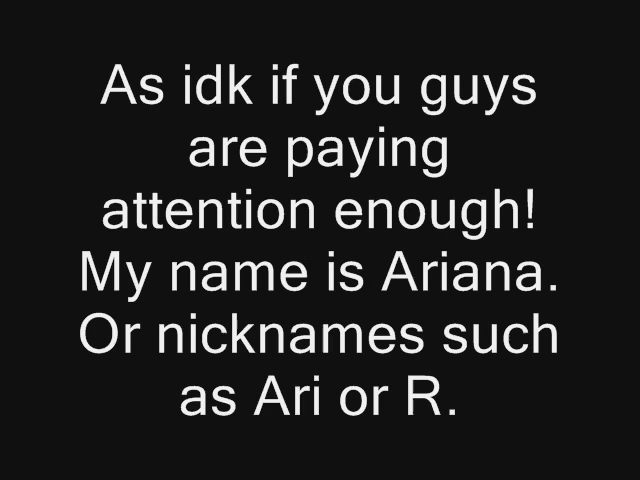 As idk if you guys
are paying
attention enough!
My name is Ariana.
Or nicknames such
as Ari or R.